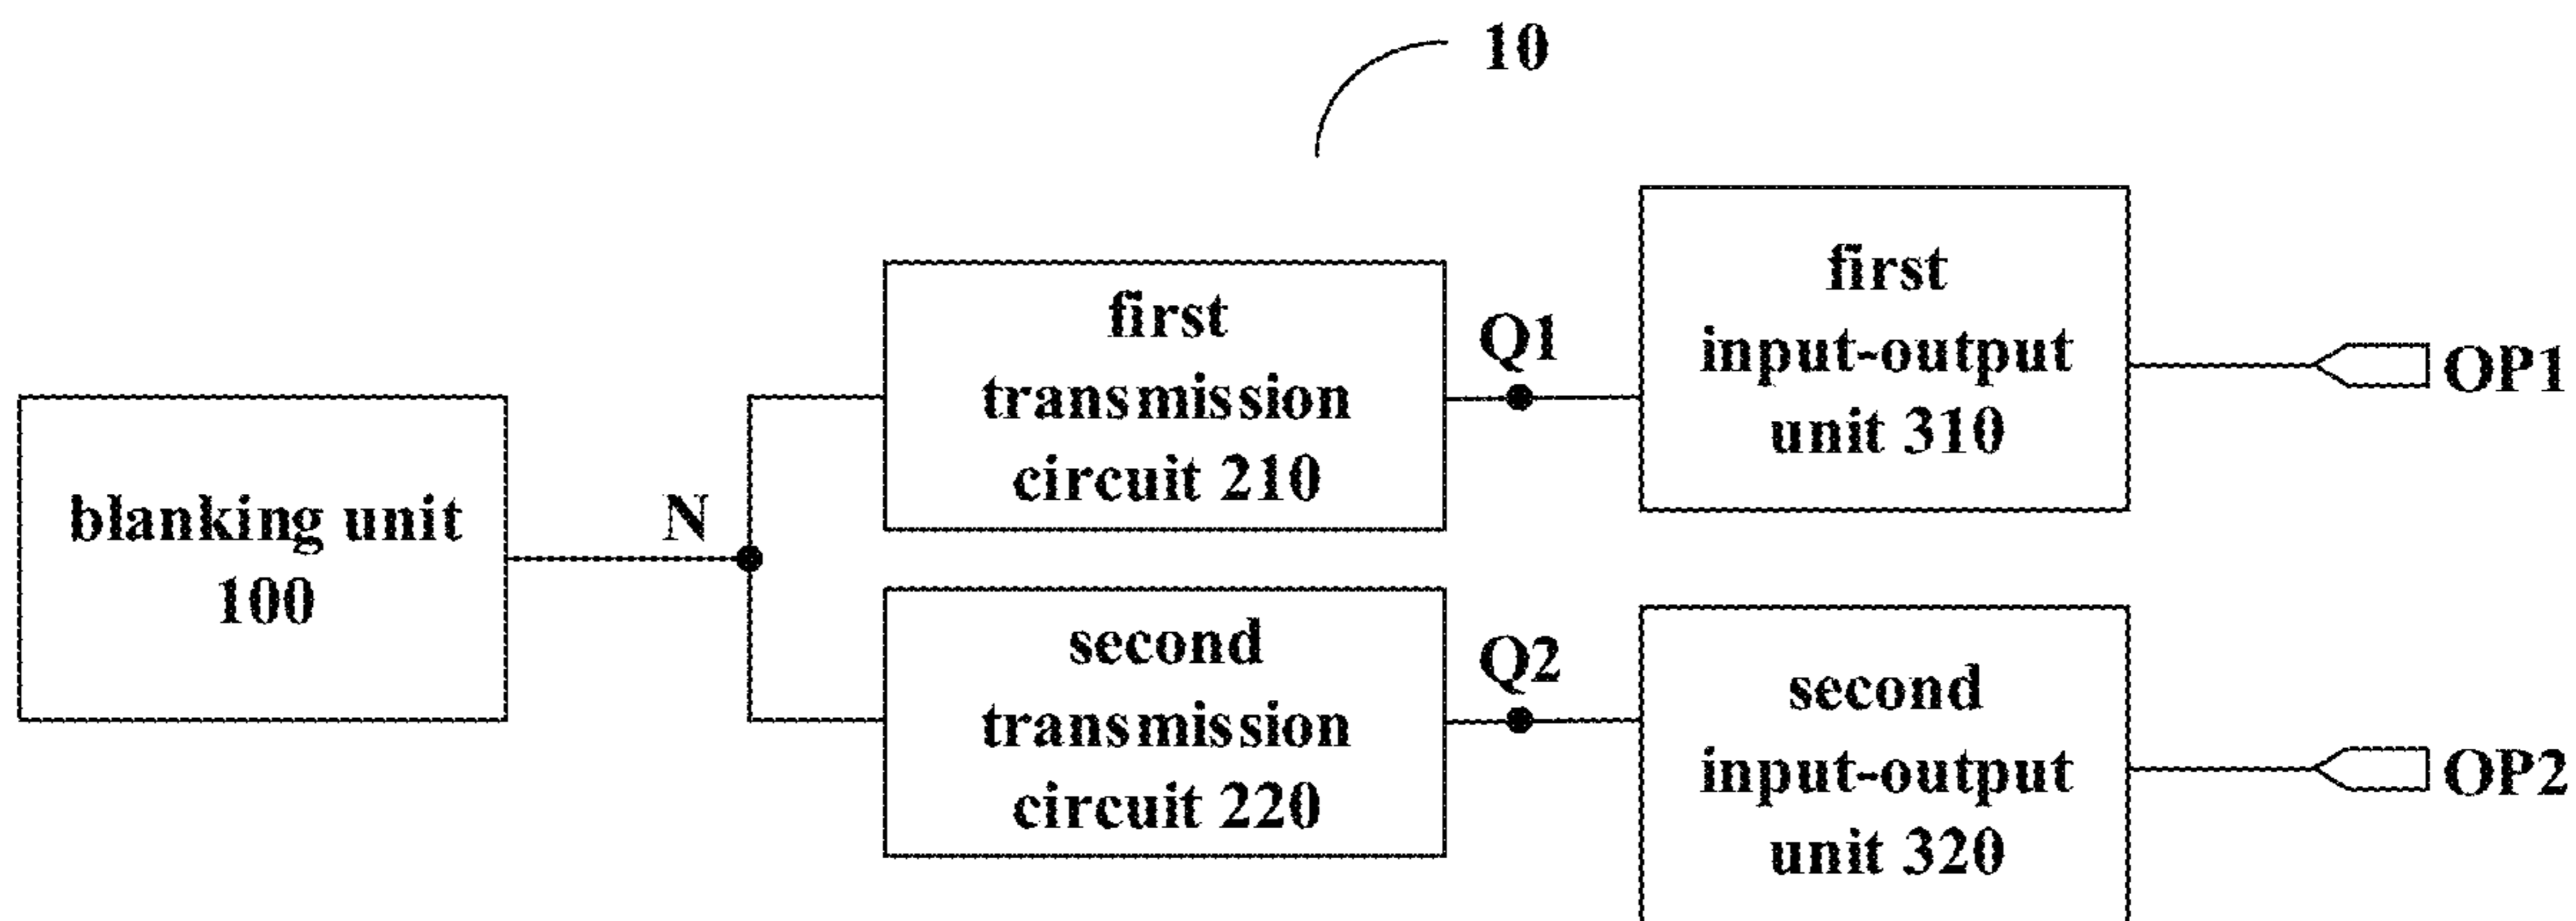 10
first
transmission
circuit 210
Q1
first
input-output
unit 310
OP1
blanking unit
100
N
second
transmission
circuit 220
Q2
second
input-output
unit 320
OP2